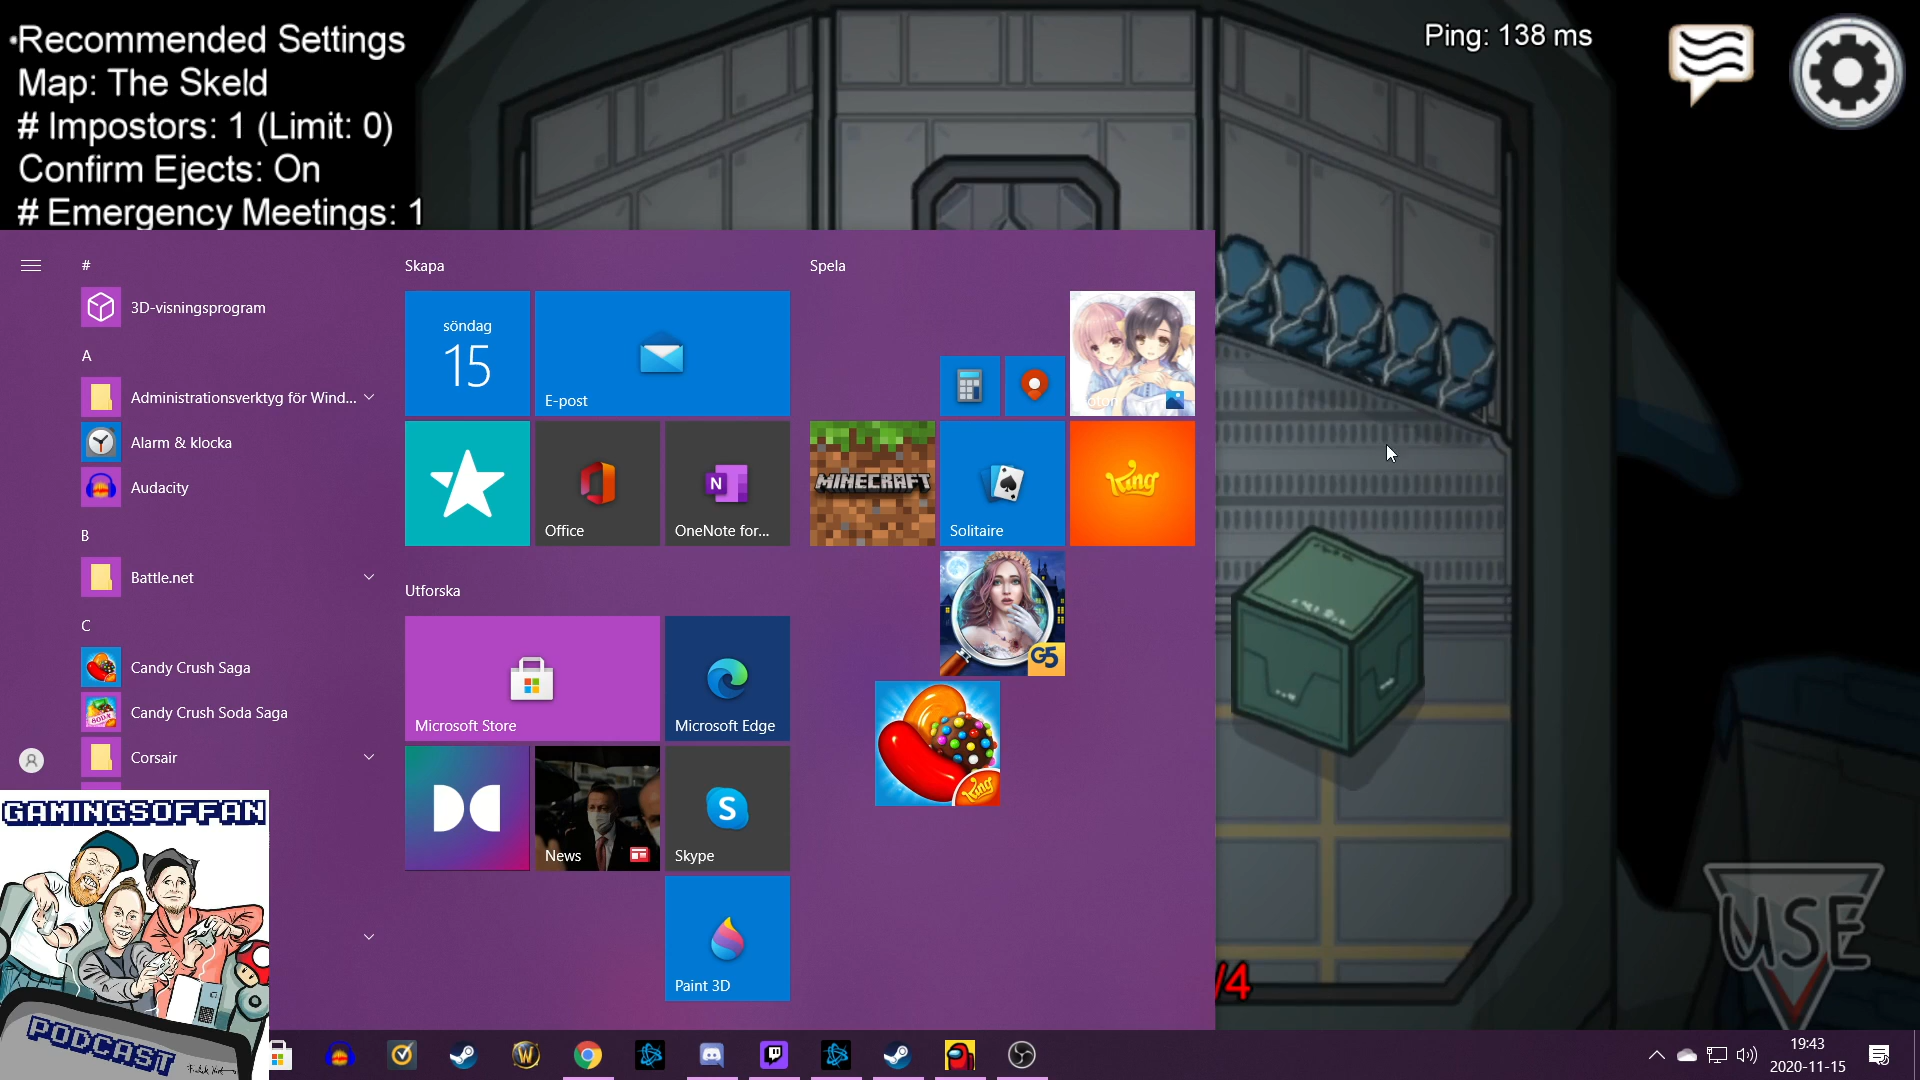 Recommended Settings
Map: The Skeld
# Impostors: 1 (Limit: 0)
Confirm Ejects: On
# Emergency Meetings: 1
Ping: 138 ms
#
3D-visningsprogram
A
Administrationsverktyg för Wind...
Alarm & klocka
Audacity
B
Battle.net
C
Candy Crush Saga
Candy Crush Soda Saga
Corsair
Skapa
söndag
15
E-post
Office
OneNote for...
Utforska
Microsoft Store
Microsoft Edge
News
Skype
Paint 3D
Spela
MINECRAFT
Solitaire
King
G5
King
/4
USE
GAMINGSOFFAN
PODCAST
19:43
2020-11-15